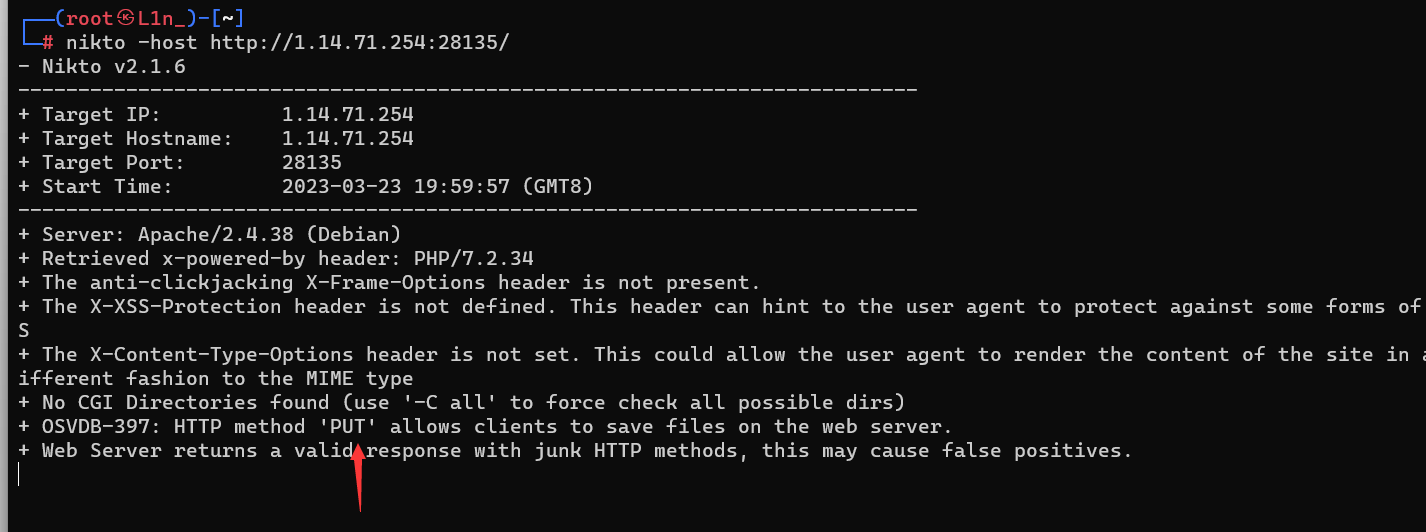 ┌──(root㉿L1n_)-[~]
└─# nikto -host http://1.14.71.254:28135/
- Nikto v2.1.6
---------------------------------------------------------------------------
+ Target IP:          1.14.71.254
+ Target Hostname:    1.14.71.254
+ Target Port:        28135
+ Start Time:         2023-03-23 19:59:57 (GMT8)
---------------------------------------------------------------------------
+ Server: Apache/2.4.38 (Debian)
+ Retrieved x-powered-by header: PHP/7.2.34
+ The anti-clickjacking X-Frame-Options header is not present.
+ The X-XSS-Protection header is not defined. This header can hint to the user agent to protect against some forms of
S
+ The X-Content-Type-Options header is not set. This could allow the user agent to render the content of the site in a
ifferent fashion to the MIME type
+ No CGI Directories found (use '-C all' to force check all possible dirs)
+ OSVDB-397: HTTP method 'PUT' allows clients to save files on the web server.
+ Web Server returns a valid response with junk HTTP methods, this may cause false positives.